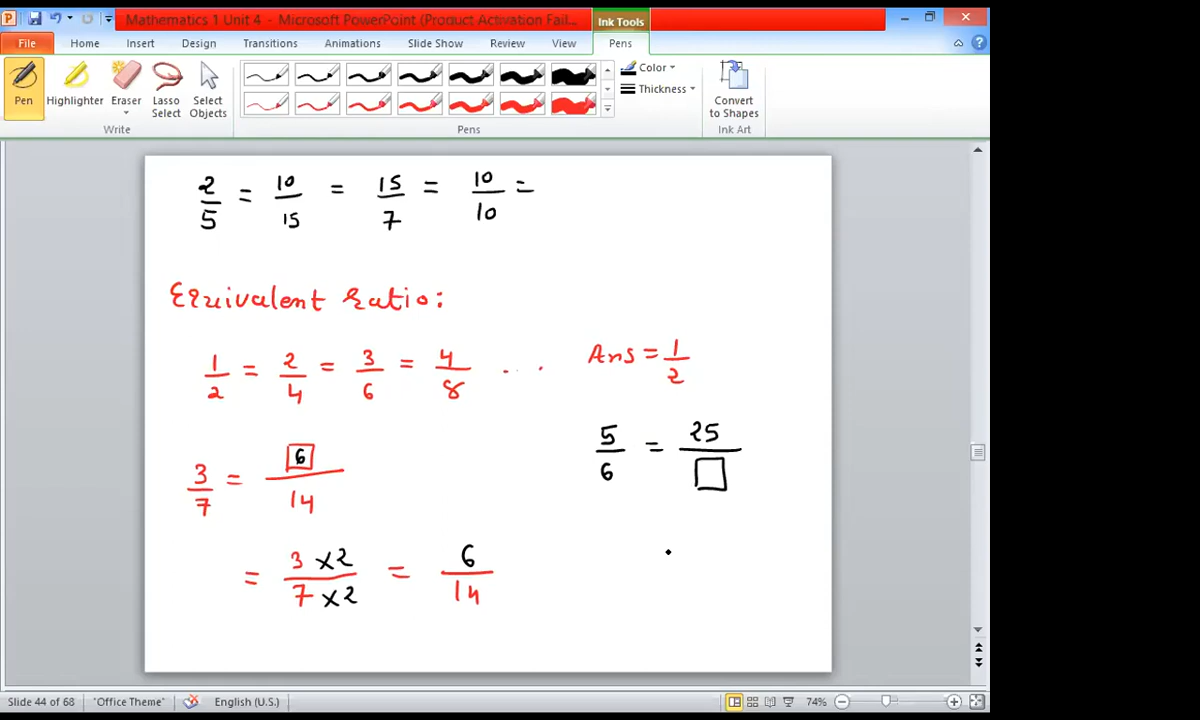 Mathematics 1 Unit 4 - Microsoft PowerPoint (Product Activation Fail...
Ink Tools
File Home Insert Design Transitions Animations Slide Show Review View Pens
Pen Highlighter Eraser Lasso Select Select Objects
Color
Thickness
Convert to Shapes
Write Pens Ink Art
2/5 = 10/15 = 15/7 = 10/10 =
Equivalent Ratio:
1/2 = 2/4 = 3/6 = 4/8 ... Ans = 1/2
3/7 = 6/14
5/6 = 25/□
= 3×2/7×2 = 6/14
Slide 44 of 68 "Office Theme" English (U.S.) 74%